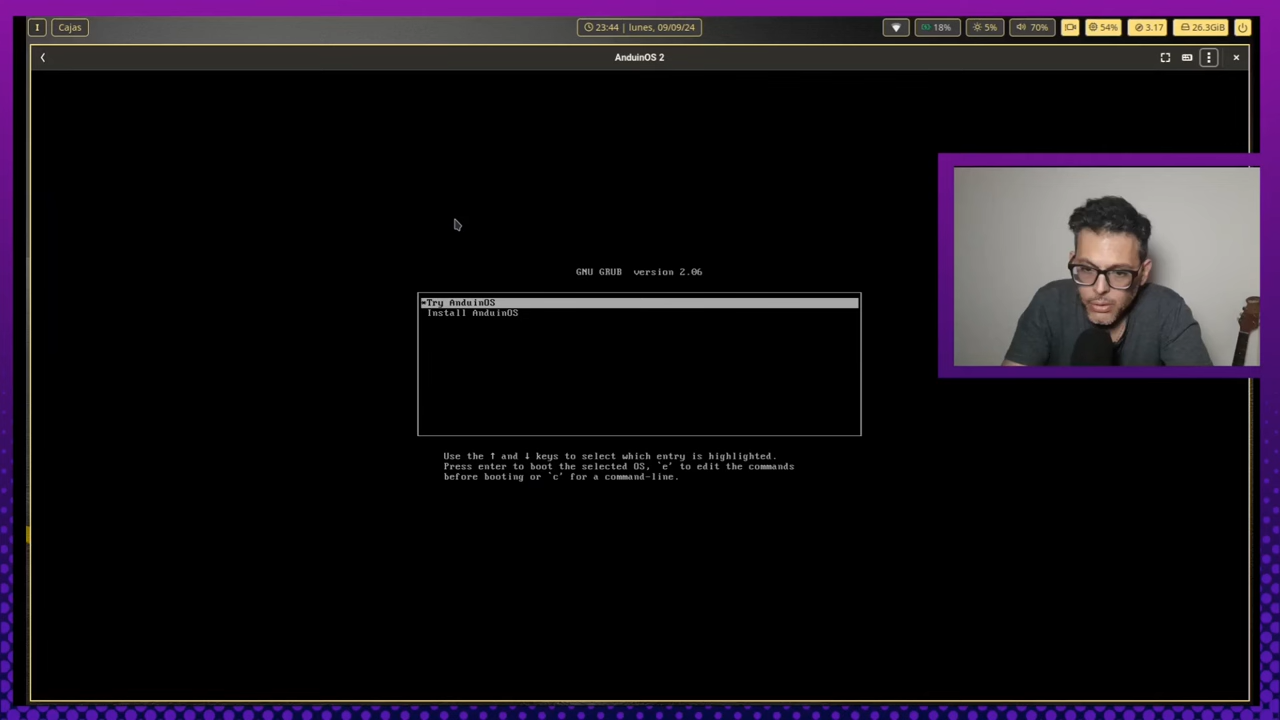 I Cajas 23:44 | lunes, 09/09/24 18% 5% 70% 54% 3.17 26.3GiB
AnduinOS 2
GNU GRUB version 2.06
Try AnduinOS
Install AnduinOS
Use the ↑ and ↓ keys to select which entry is highlighted.
Press enter to boot the selected OS, `e' to edit the commands
before booting or `c' for a command-line.